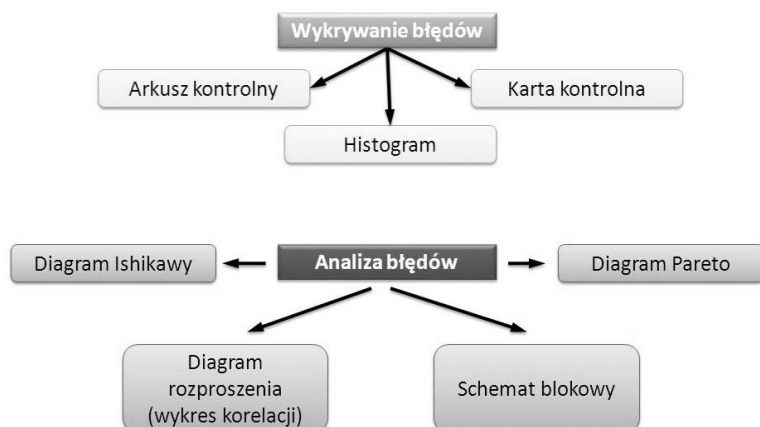 Wykrywanie błędów
Arkusz kontrolny
Karta kontrolna
Histogram
Diagram Ishikawy
Analiza błędów
Diagram Pareto
Diagram
rozproszenia
(wykres korelacji)
Schemat blokowy